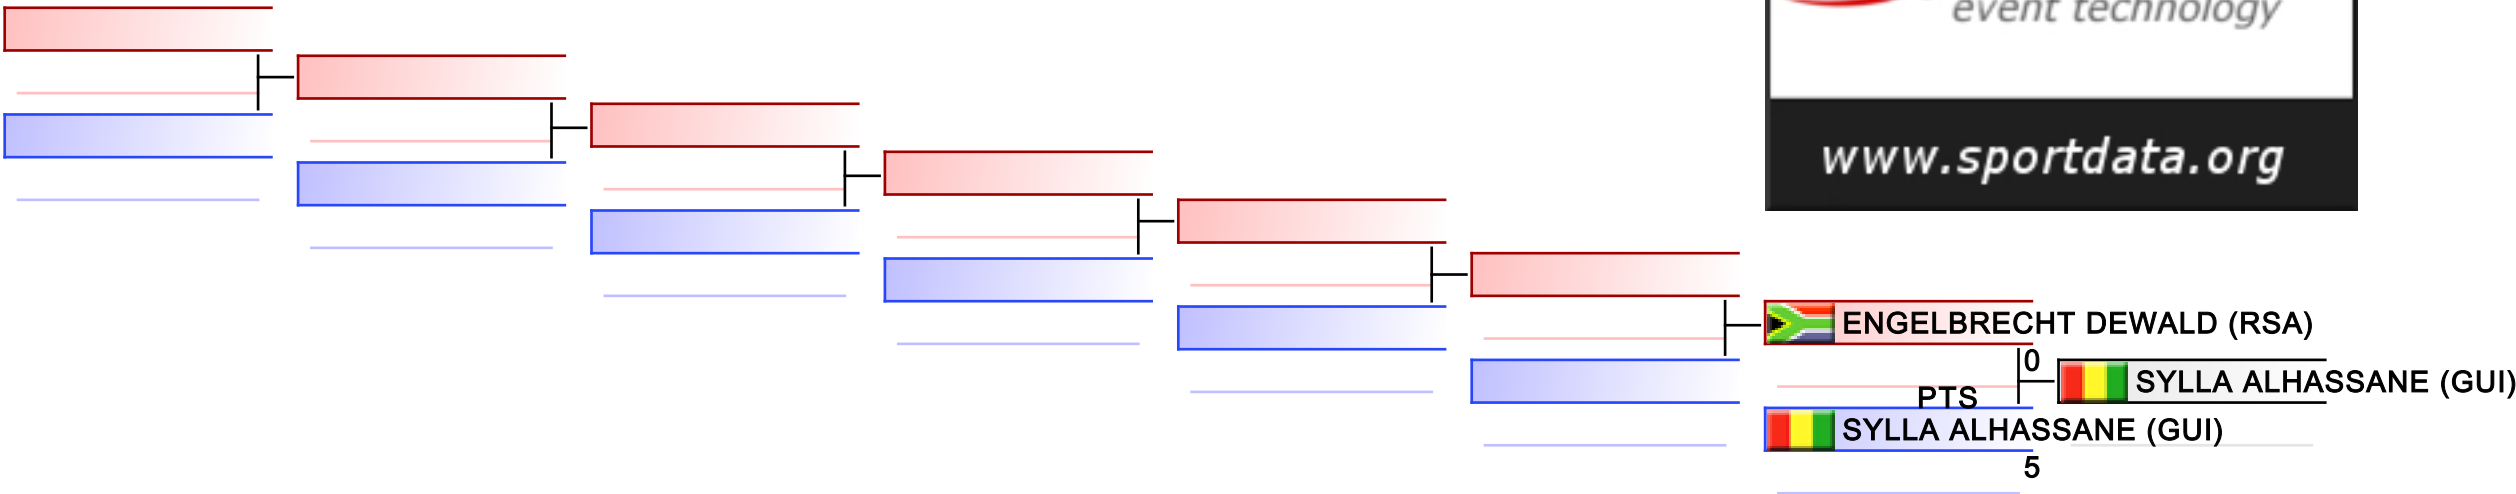 event technology
www.sportdata.org
ENGELBRECHT DEWALD (RSA)
0
SYLLA ALHASSANE (GUI)
PTS
SYLLA ALHASSANE (GUI)
5